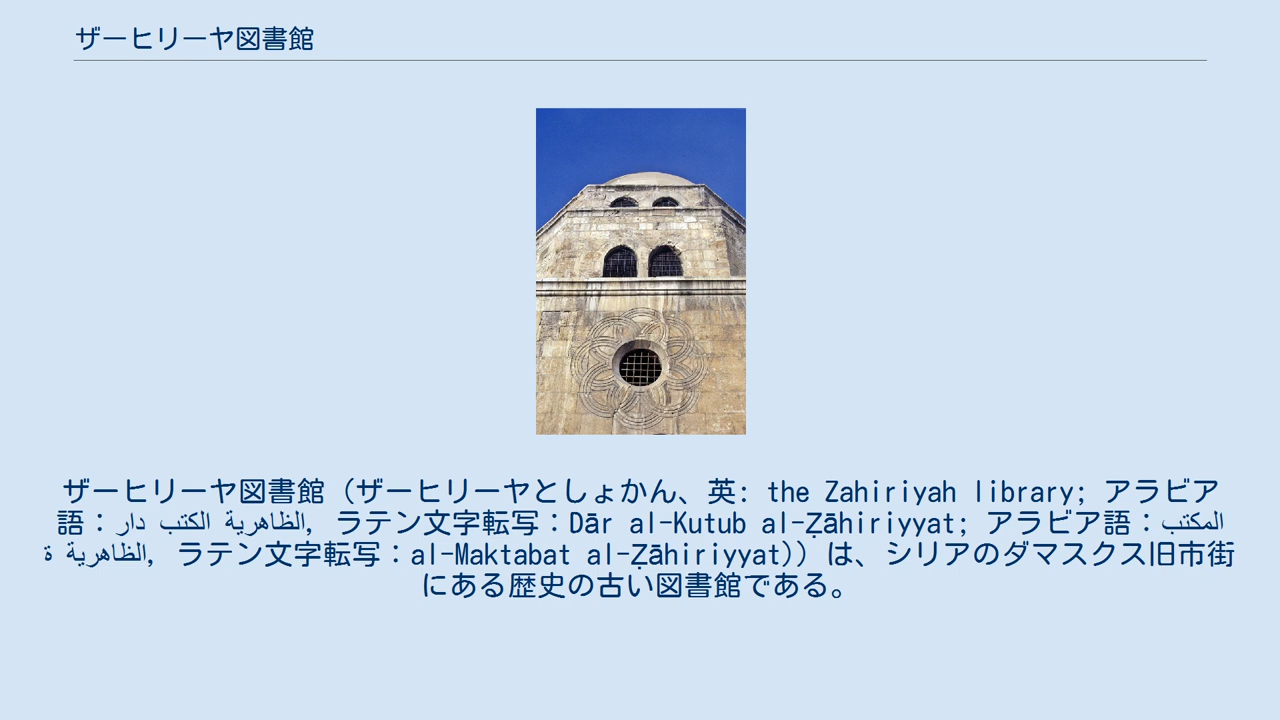 ザーヒリーヤ図書館
ザーヒリーヤ図書館（ザーヒリーヤとしょかん、英: the Zahiriyah library; アラビア
語：دار الكتب الظاهرية, ラテン文字転写：Dār al-Kutub al-Ẓāhiriyyat; アラビア語：المكتب
ة الظاهرية, ラテン文字転写：al-Maktabat al-Ẓāhiriyyat)）は、シリアのダマスクス旧市街
にある歴史の古い図書館である。